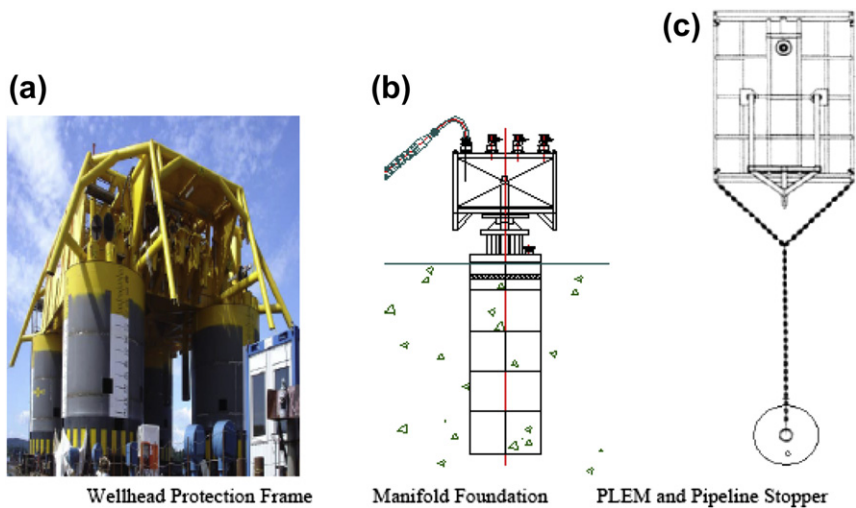 (a)
(b)
(c)
Wellhead Protection Frame
Manifold Foundation
PLEM and Pipeline Stopper